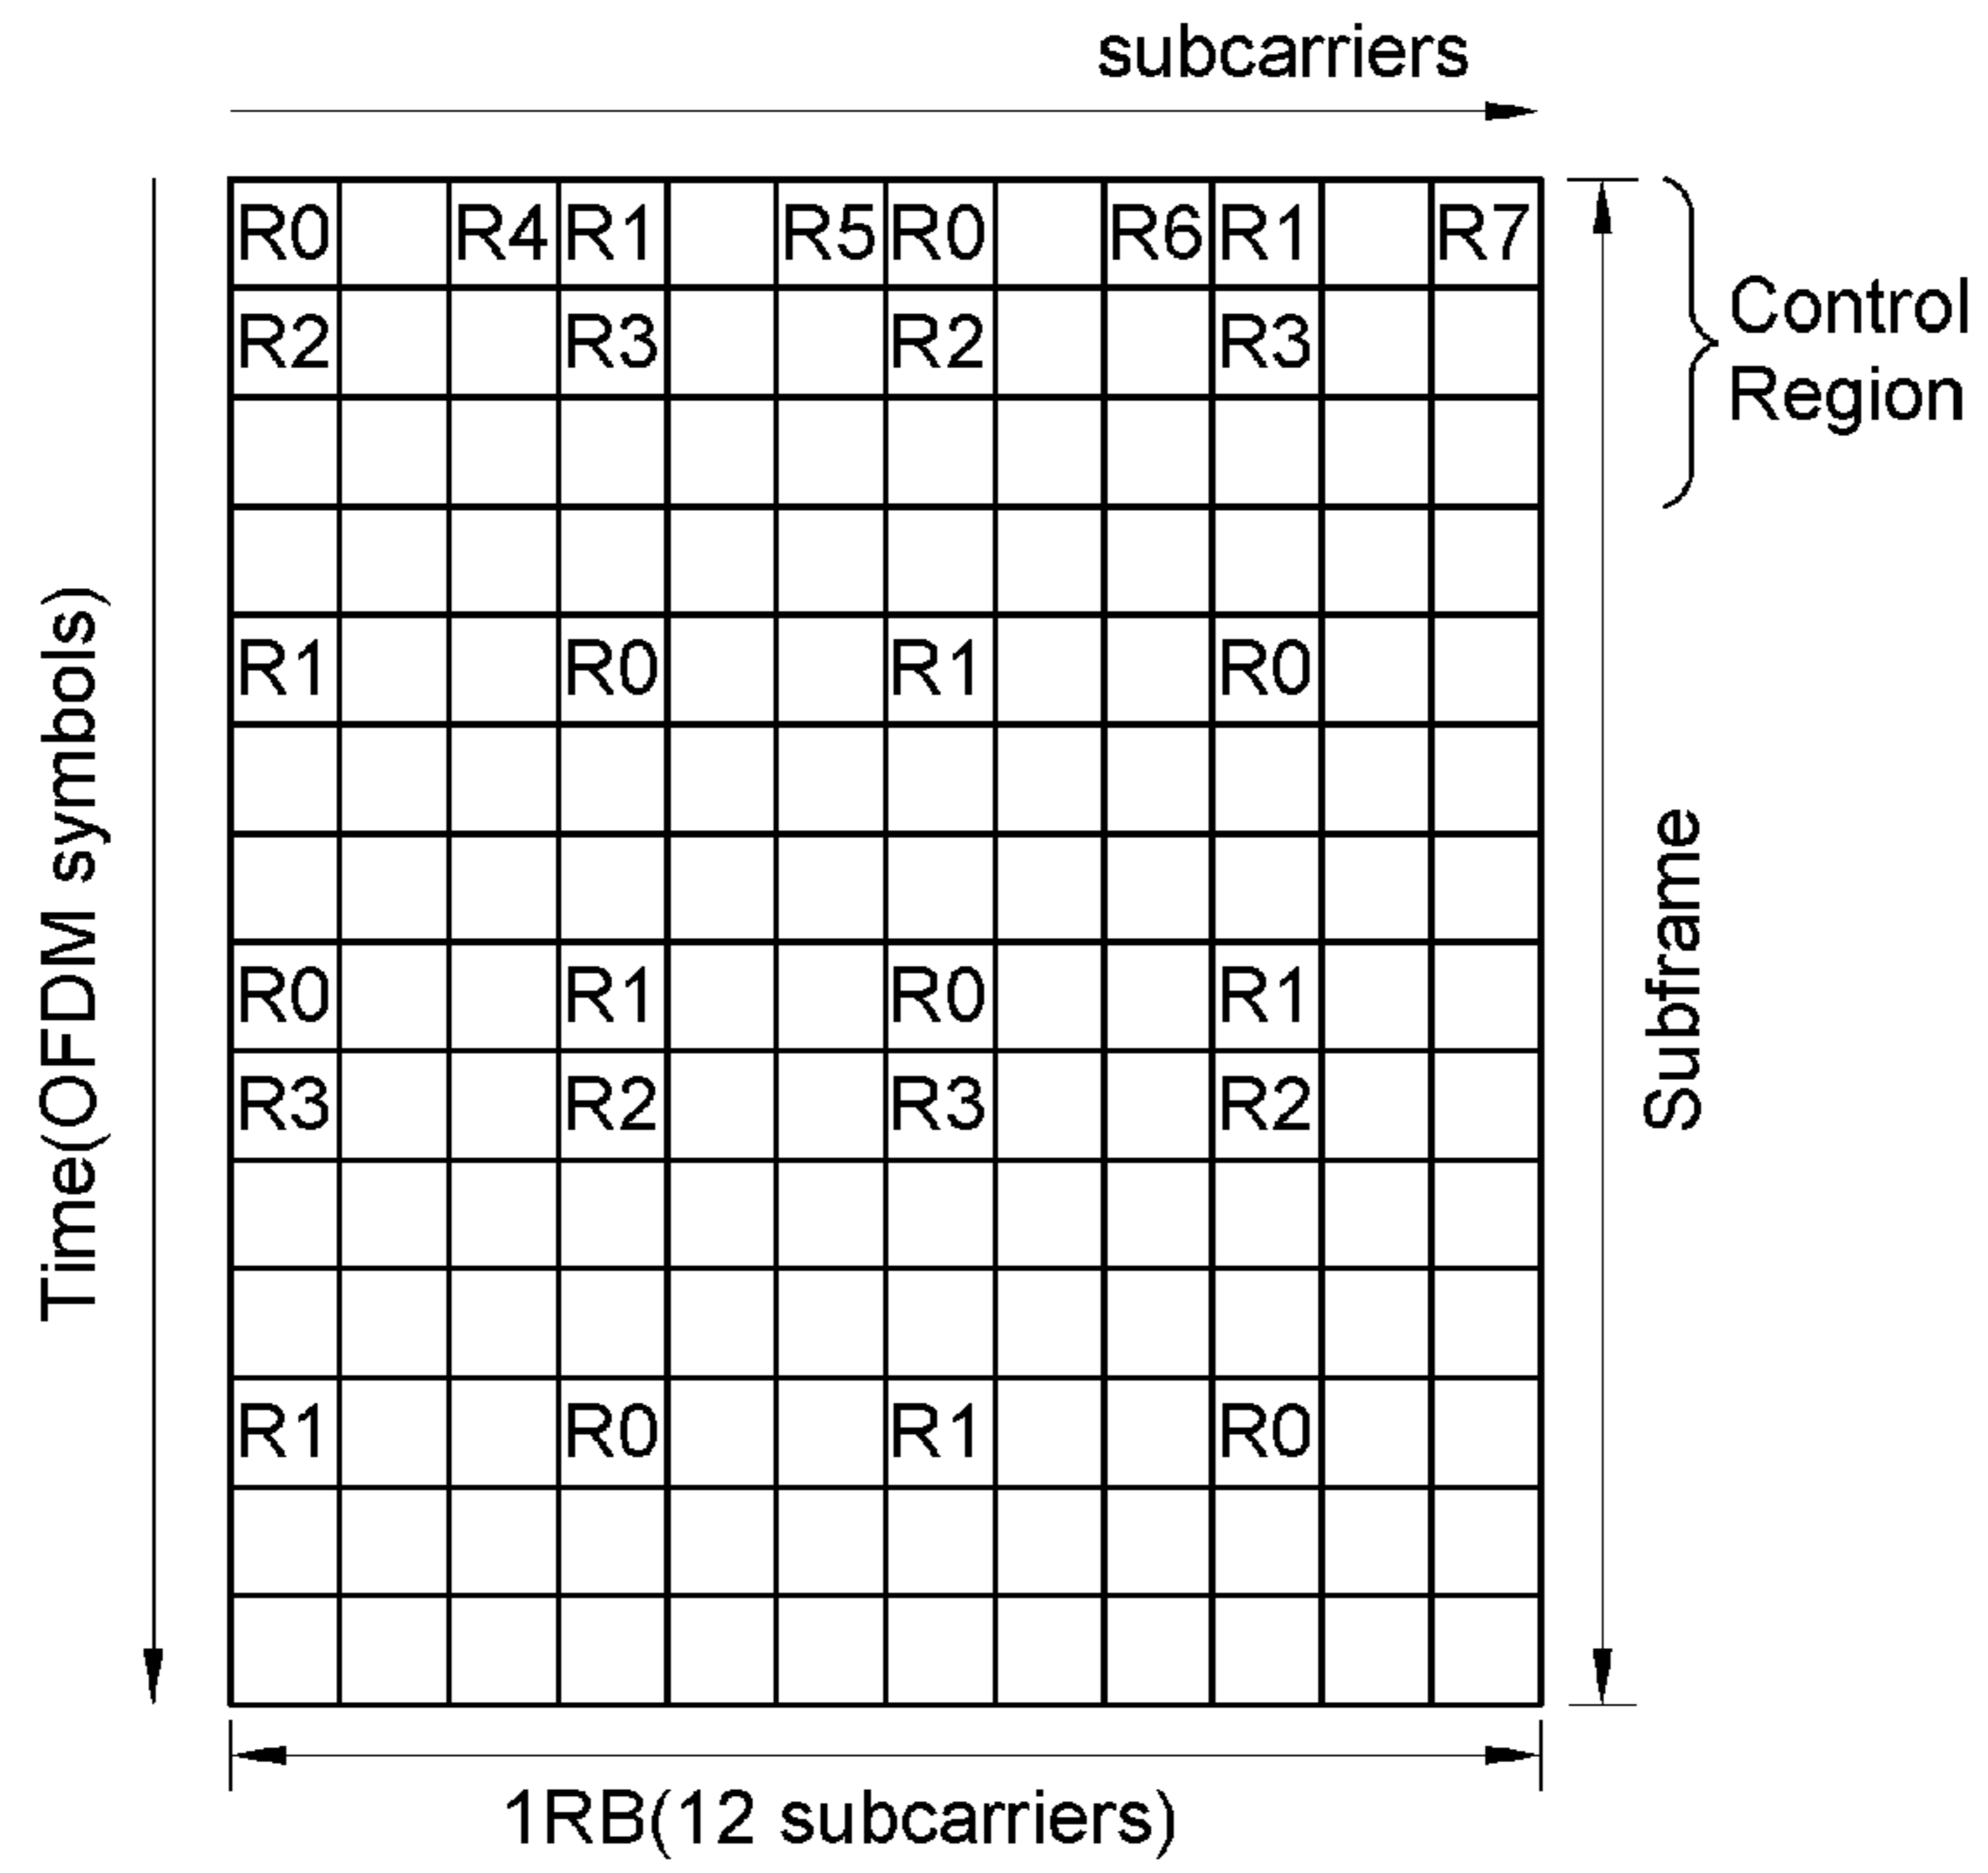 subcarriers
R0 R4 R1 R5 R0 R6 R1 R7
R2 R3 R2 R3
Control
Region
R1 R0 R1 R0
R0 R1 R0 R1
R3 R2 R3 R2
R1 R0 R1 R0
Time(OFDM symbols)
Subframe
1RB(12 subcarriers)